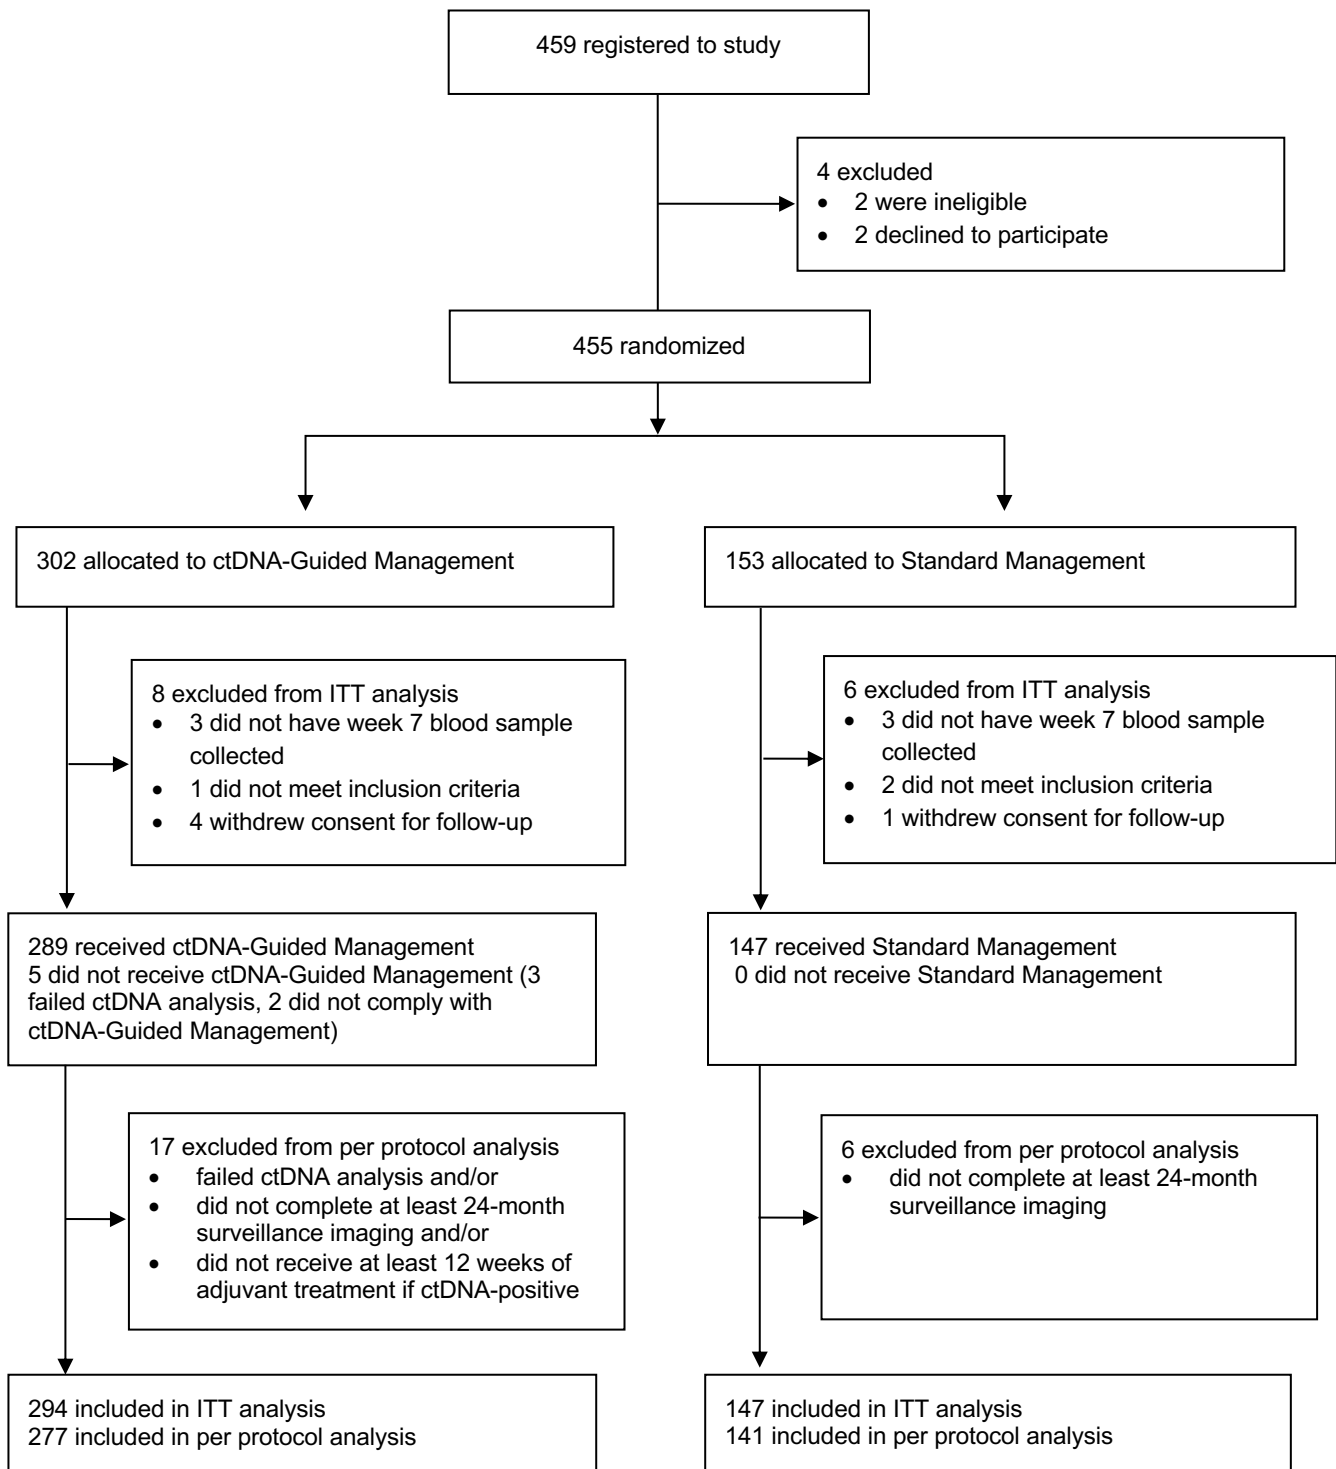 459 registered to study
4 excluded
• 2 were ineligible
• 2 declined to participate
455 randomized
302 allocated to ctDNA-Guided Management
153 allocated to Standard Management
8 excluded from ITT analysis
• 3 did not have week 7 blood sample
collected
• 1 did not meet inclusion criteria
• 4 withdrew consent for follow-up
6 excluded from ITT analysis
• 3 did not have week 7 blood sample
collected
• 2 did not meet inclusion criteria
• 1 withdrew consent for follow-up
289 received ctDNA-Guided Management
5 did not receive ctDNA-Guided Management (3
failed ctDNA analysis, 2 did not comply with
ctDNA-Guided Management)
147 received Standard Management
0 did not receive Standard Management
17 excluded from per protocol analysis
• failed ctDNA analysis and/or
• did not complete at least 24-month
surveillance imaging and/or
• did not receive at least 12 weeks of
adjuvant treatment if ctDNA-positive
6 excluded from per protocol analysis
• did not complete at least 24-month
surveillance imaging
294 included in ITT analysis
277 included in per protocol analysis
147 included in ITT analysis
141 included in per protocol analysis